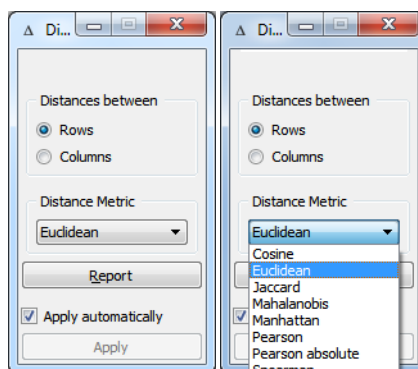 Di...
Distances between
Rows
Columns
Distance Metric
Euclidean
Report
Apply automatically
Apply
Di...
Distances between
Rows
Columns
Distance Metric
Euclidean
Cosine
Euclidean
Jaccard
Mahalanobis
Manhattan
Pearson
Pearson absolute